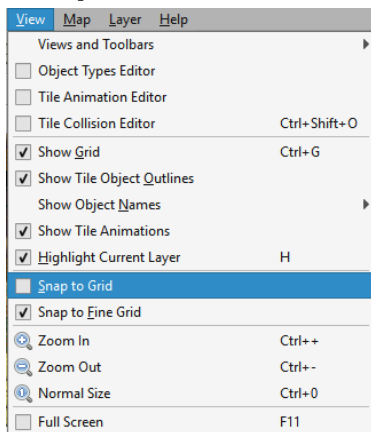 View Map Layer Help
Views and Toolbars
Object Types Editor
Tile Animation Editor
Tile Collision Editor Ctrl+Shift+O
Show Grid Ctrl+G
Show Tile Object Outlines
Show Object Names
Show Tile Animations
Highlight Current Layer H
Snap to Grid
Snap to Fine Grid
Zoom In Ctrl++
Zoom Out Ctrl+-
Normal Size Ctrl+0
Full Screen F11